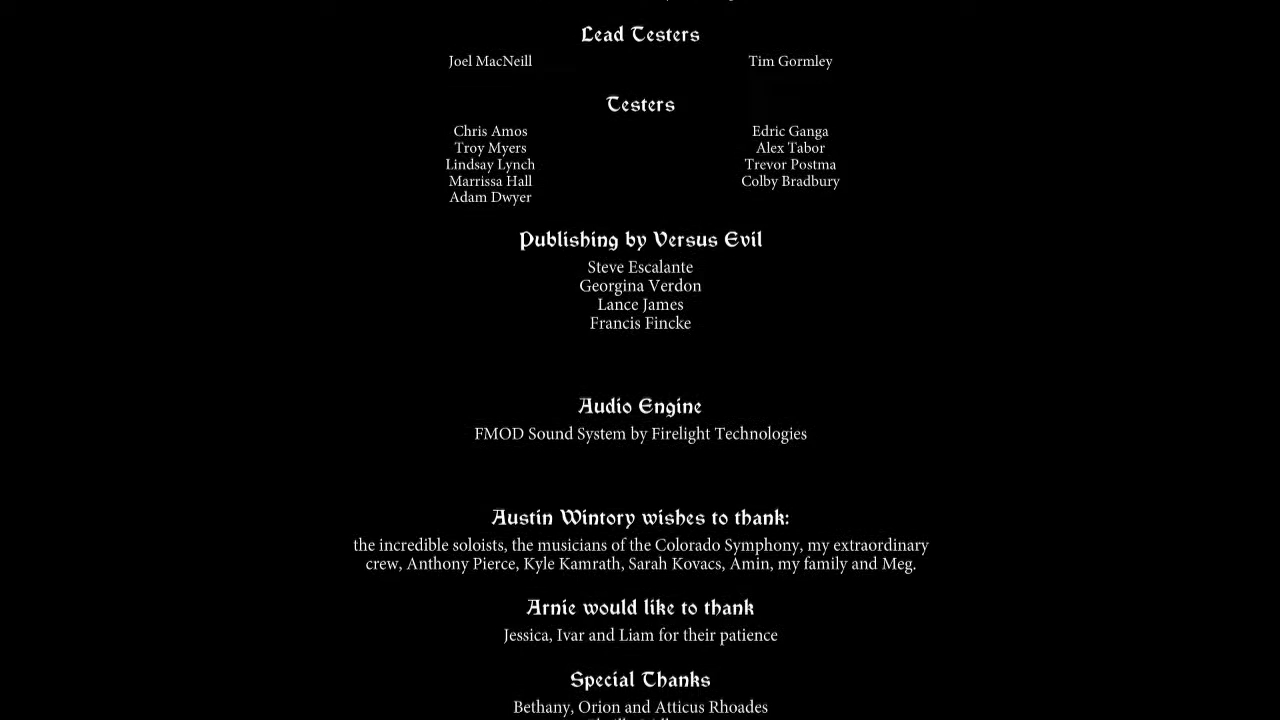 Lead Testers
Joel MacNeill Tim Gormley
Testers
Chris Amos Edric Ganga
Troy Myers Alex Tabor
Lindsay Lynch Trevor Postma
Marrissa Hall Colby Bradbury
Adam Dwyer
Publishing by Versus Evil
Steve Escalante
Georgina Verdon
Lance James
Francis Fincke
Audio Engine
FMOD Sound System by Firelight Technologies
Austin Wintory wishes to thank:
the incredible soloists, the musicians of the Colorado Symphony, my extraordinary
crew, Anthony Pierce, Kyle Kamrath, Sarah Kovacs, Amin, my family and Meg.
Arnie would like to thank
Jessica, Ivar and Liam for their patience
Special Thanks
Bethany, Orion and Atticus Rhoades